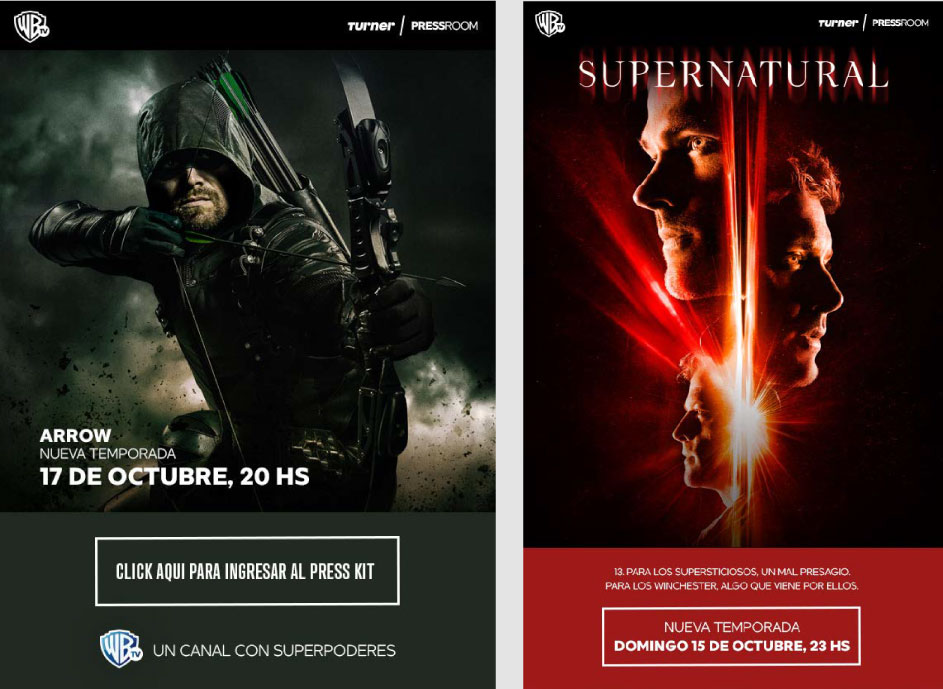 WB TV
Turner / PRESSROOM
ARROW
NUEVA TEMPORADA
17 DE OCTUBRE, 20 HS
CLICK AQUI PARA INGRESAR AL PRESS KIT
WB TV UN CANAL CON SUPERPODERES
WB TV
Turner / PRESSROOM
SUPERNATURAL
13. PARA LOS SUPERSTICIOSOS, UN MAL PRESAGIO.
PARA LOS WINCHESTER, ALGO QUE VIENE POR ELLOS.
NUEVA TEMPORADA
DOMINGO 15 DE OCTUBRE, 23 HS